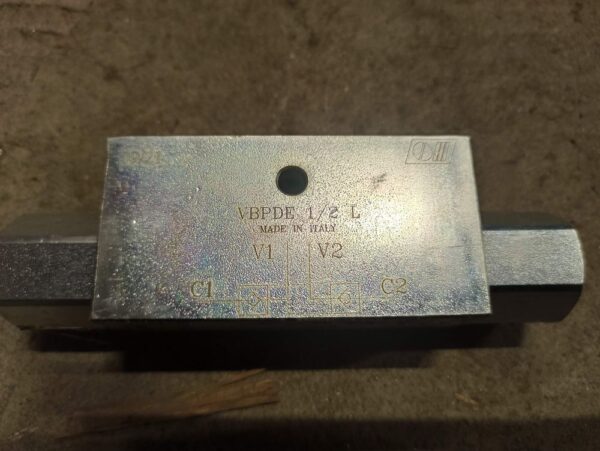 VBPDE 1/2 L
MADE IN ITALY
V1 V2
C1 C2